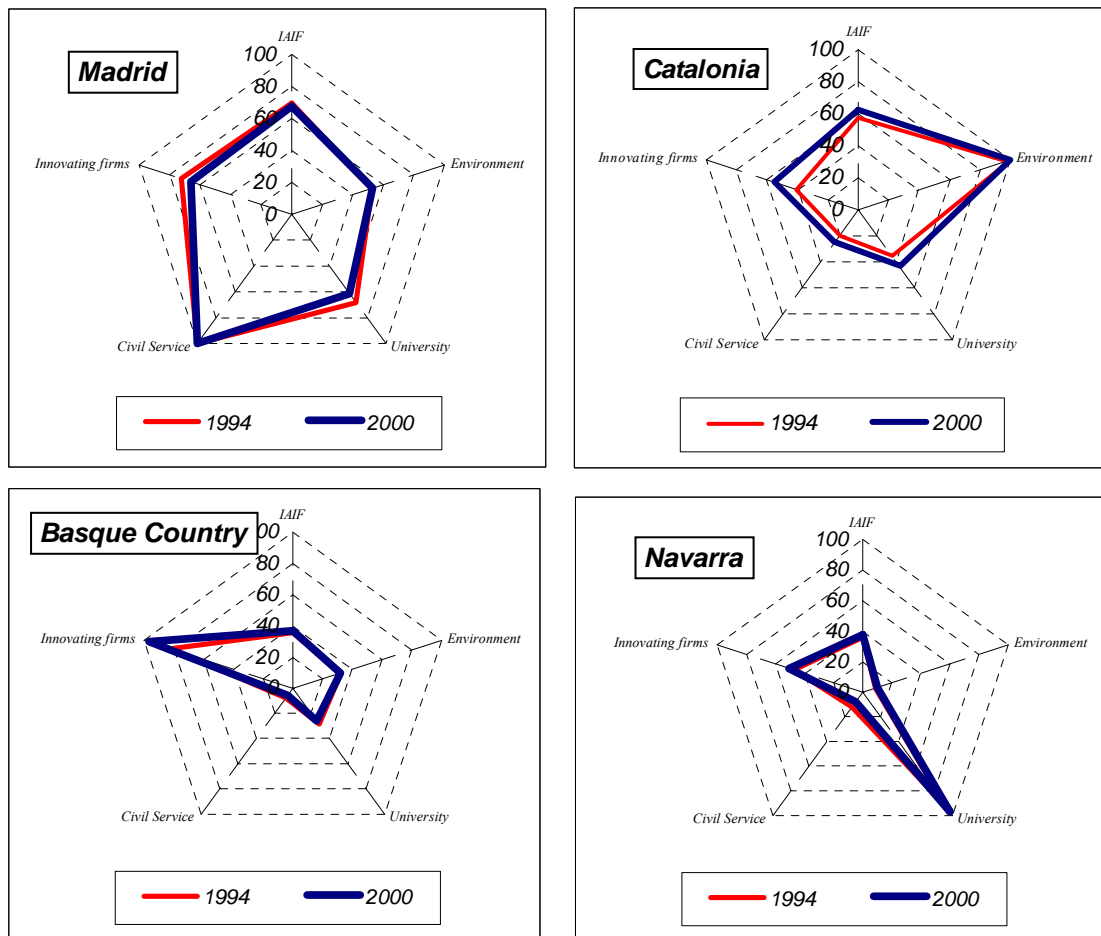 Madrid
IAIF
100
80
60
40
20
0
Innovating firms
Environment
Civil Service
University
1994
2000
Catalonia
IAIF
100
80
60
40
20
0
Innovating firms
Environment
Civil Service
University
1994
2000
Basque Country
IAIF
00
80
60
40
20
0
Innovating firms
Environment
Civil Service
University
1994
2000
Navarra
IAIF
100
80
60
40
20
0
Innovating firms
Environment
Civil Service
University
1994
2000